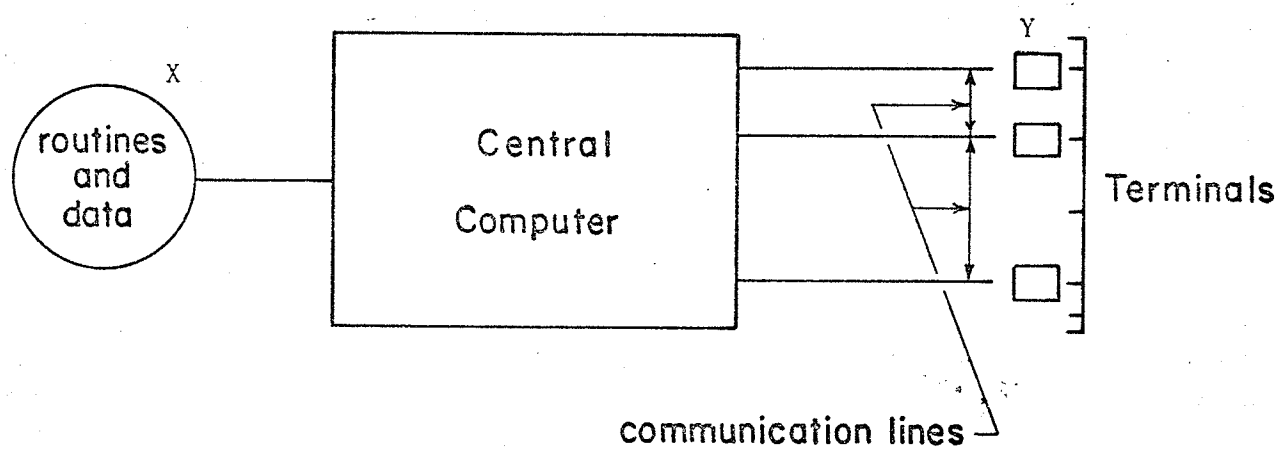 X
routines
and
data
Central
Computer
Y
Terminals
communication lines